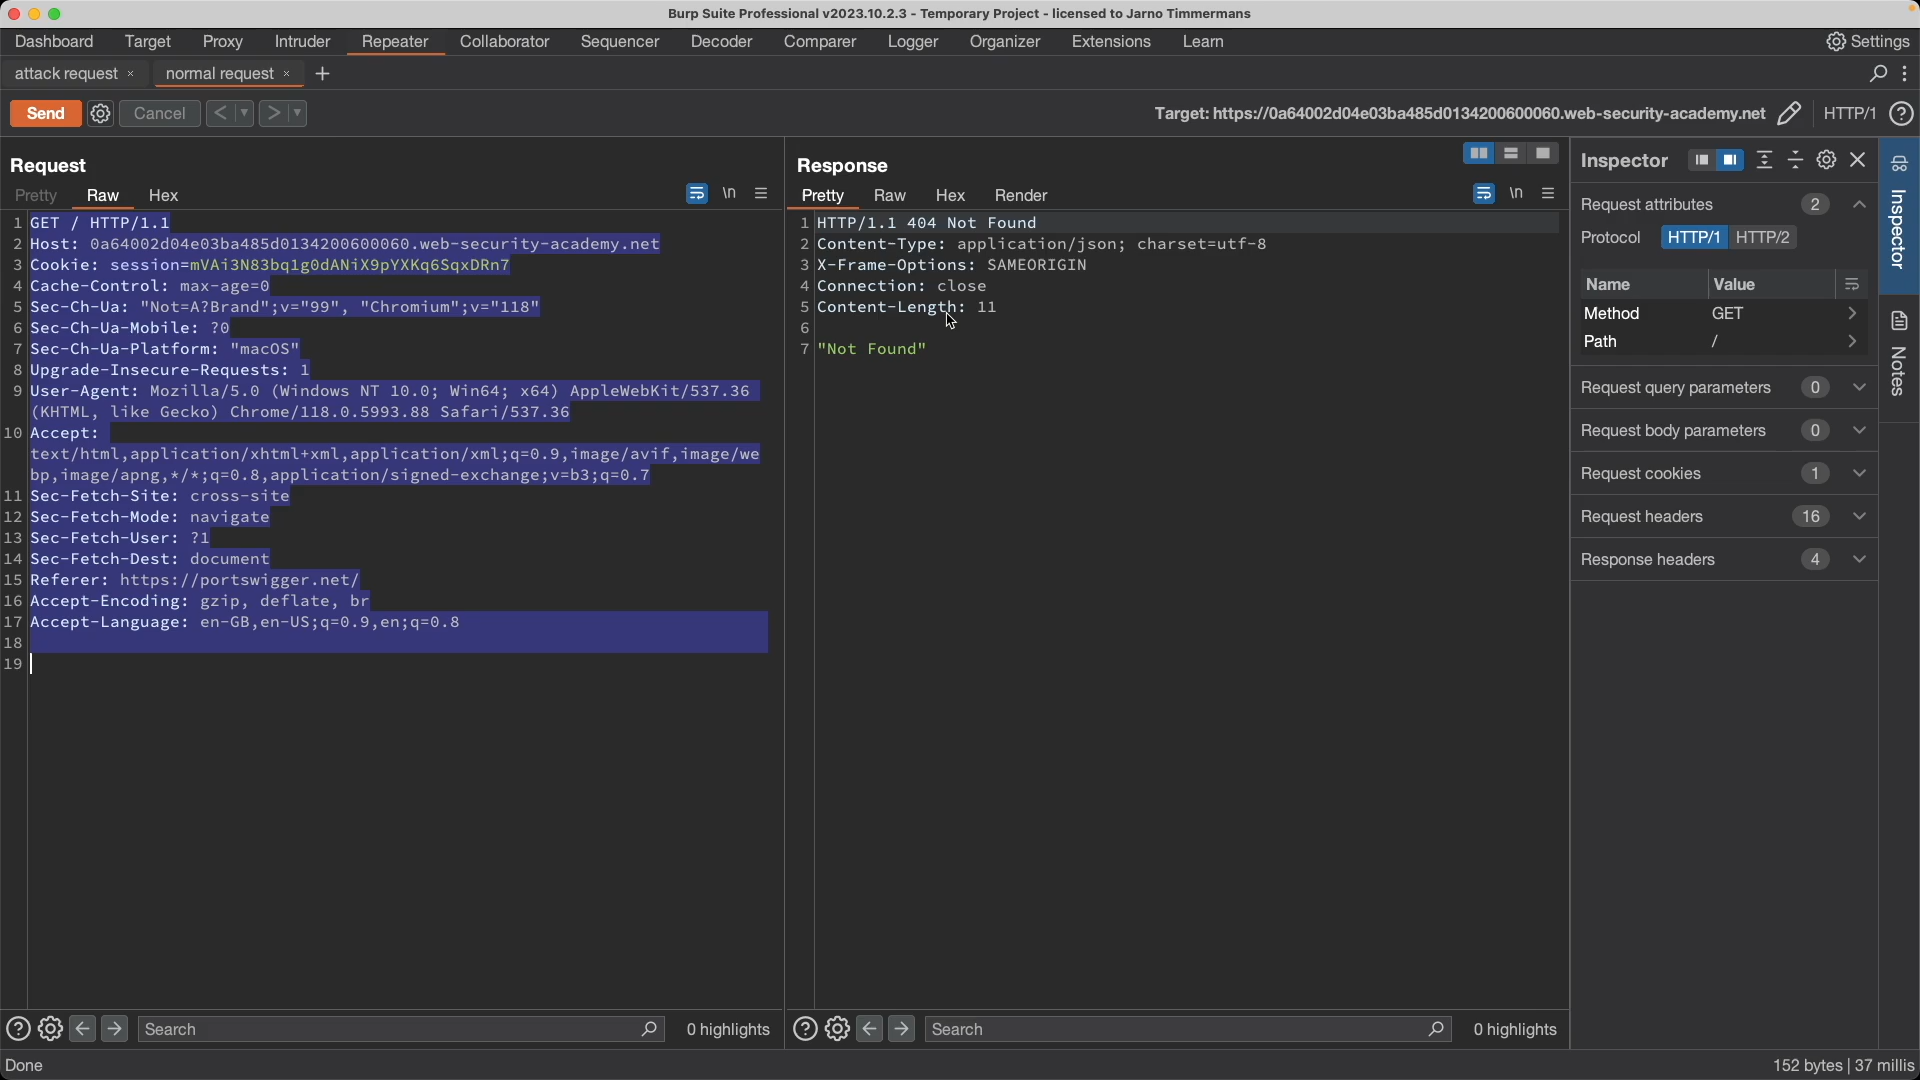 Burp Suite Professional v2023.10.2.3 - Temporary Project - licensed to Jarno Timmermans
Dashboard Target Proxy Intruder Repeater Collaborator Sequencer Decoder Comparer Logger Organizer Extensions Learn Settings
attack request × normal request × +
Send Cancel < > Target: https://0a64002d04e03ba485d0134200600060.web-security-academy.net HTTP/1 ?
Request
Pretty Raw Hex \n
1 GET / HTTP/1.1
2 Host: 0a64002d04e03ba485d0134200600060.web-security-academy.net
3 Cookie: session=mVAi3N83bq1g0dANiX9pYXKq6SqxDRn7
4 Cache-Control: max-age=0
5 Sec-Ch-Ua: "Not=A?Brand";v="99", "Chromium";v="118"
6 Sec-Ch-Ua-Mobile: ?0
7 Sec-Ch-Ua-Platform: "macOS"
8 Upgrade-Insecure-Requests: 1
9 User-Agent: Mozilla/5.0 (Windows NT 10.0; Win64; x64) AppleWebKit/537.36
(KHTML, like Gecko) Chrome/118.0.5993.88 Safari/537.36
10 Accept:
text/html,application/xhtml+xml,application/xml;q=0.9,image/avif,image/we
bp,image/apng,*/*;q=0.8,application/signed-exchange;v=b3;q=0.7
11 Sec-Fetch-Site: cross-site
12 Sec-Fetch-Mode: navigate
13 Sec-Fetch-User: ?1
14 Sec-Fetch-Dest: document
15 Referer: https://portswigger.net/
16 Accept-Encoding: gzip, deflate, br
17 Accept-Language: en-GB,en-US;q=0.9,en;q=0.8
18
19
? Search 0 highlights
Response
Pretty Raw Hex Render \n
1 HTTP/1.1 404 Not Found
2 Content-Type: application/json; charset=utf-8
3 X-Frame-Options: SAMEORIGIN
4 Connection: close
5 Content-Length: 11
6
7 "Not Found"
? Search 0 highlights
Inspector
Request attributes 2
Protocol HTTP/1 HTTP/2
Name Value
Method GET
Path /
Request query parameters 0
Request body parameters 0
Request cookies 1
Request headers 16
Response headers 4
Inspector
Notes
Done 152 bytes | 37 millis